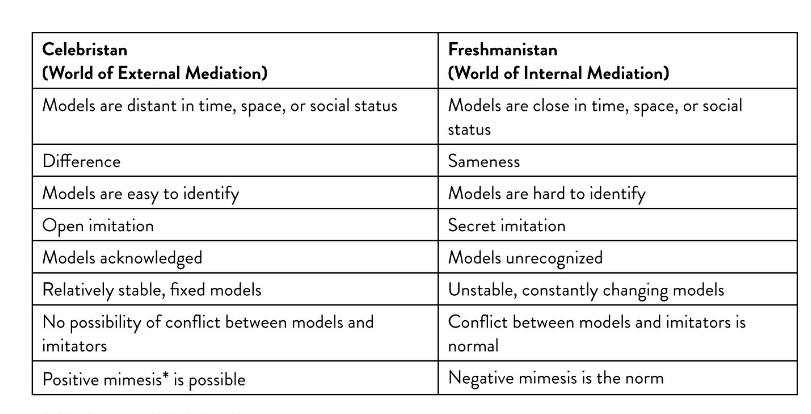 Celebristan
(World of External Mediation)
Freshmanistan
(World of Internal Mediation)
Models are distant in time, space, or social status
Models are close in time, space, or social
status
Difference
Sameness
Models are easy to identify
Models are hard to identify
Open imitation
Secret imitation
Models acknowledged
Models unrecognized
Relatively stable, fixed models
Unstable, constantly changing models
No possibility of conflict between models and
imitators
Conflict between models and imitators is
normal
Positive mimesis* is possible
Negative mimesis is the norm